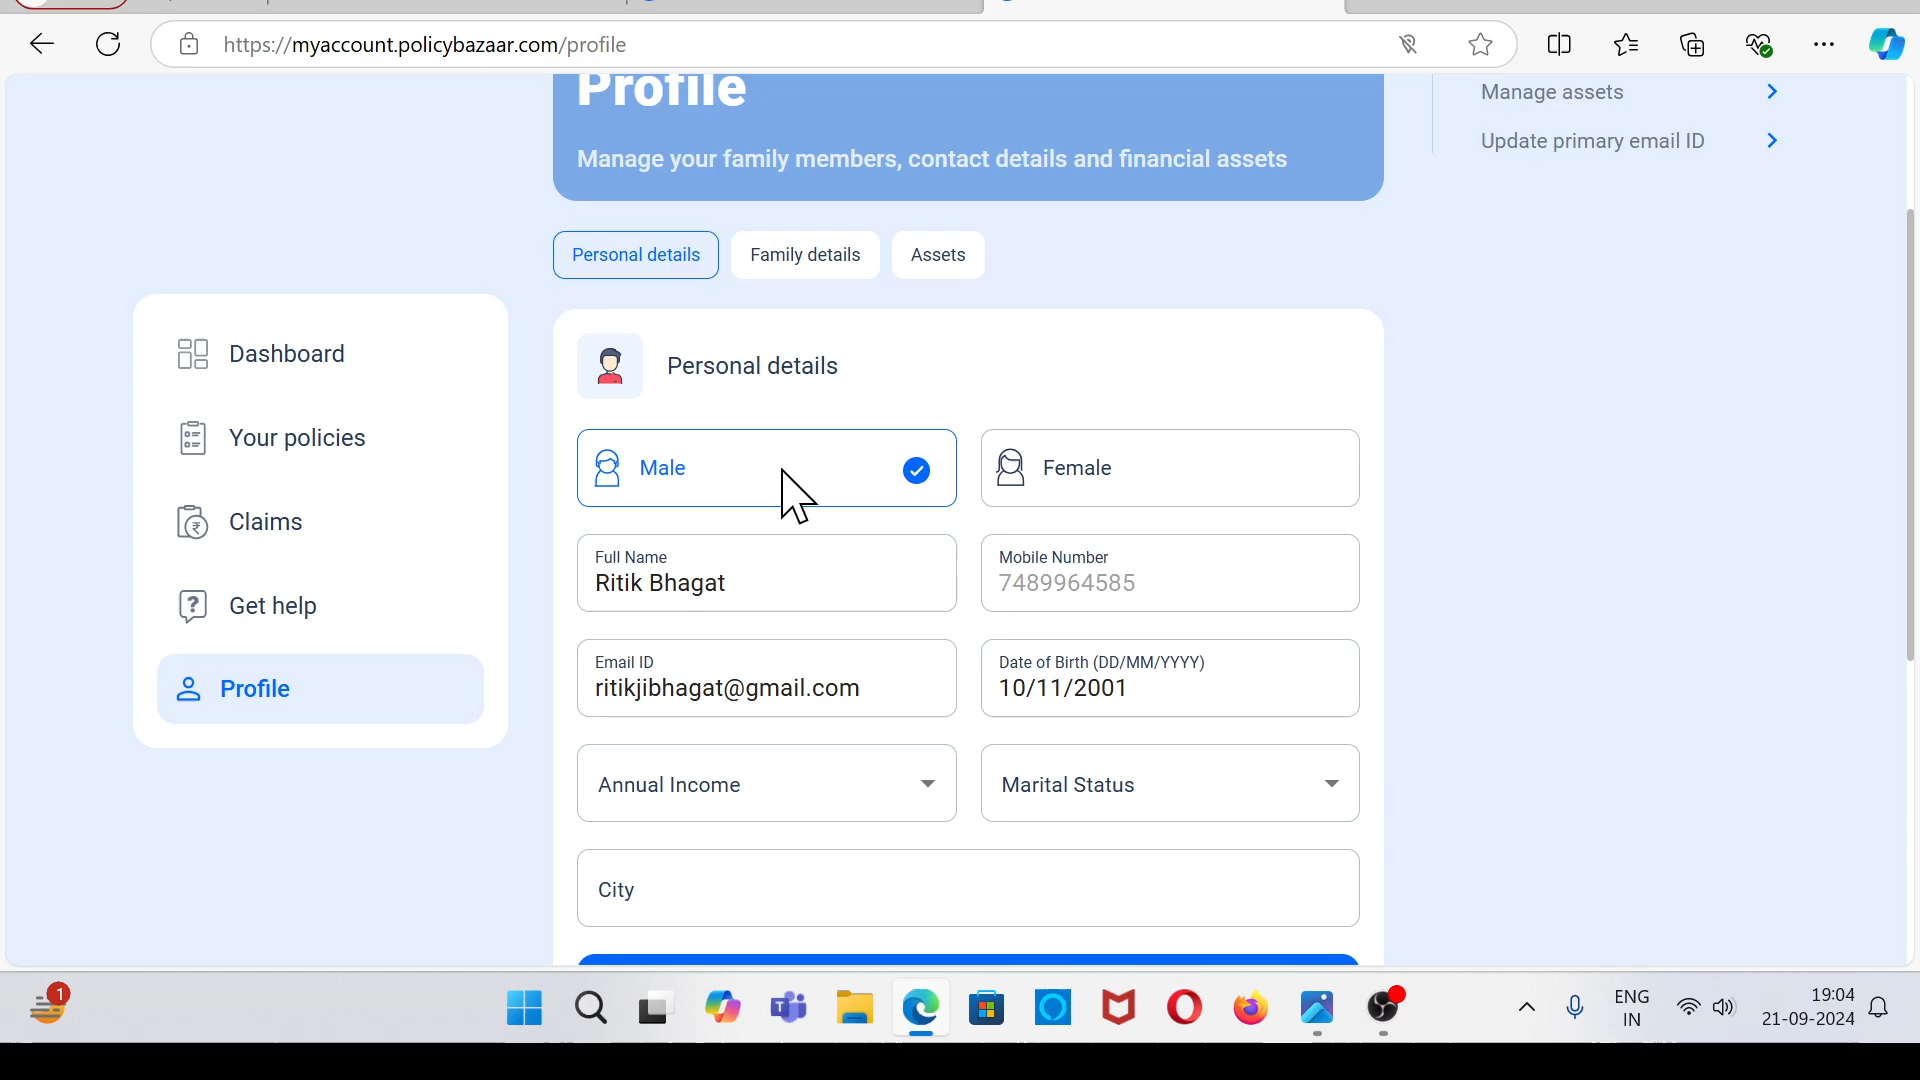 https://myaccount.policybazaar.com/profile
Profile
Manage your family members, contact details and financial assets
Manage assets
Update primary email ID
Personal details
Family details
Assets
Dashboard
Your policies
Claims
Get help
Profile
Personal details
Male
Female
Full Name
Ritik Bhagat
Mobile Number
7489964585
Email ID
ritikjibhagat@gmail.com
Date of Birth (DD/MM/YYYY)
10/11/2001
Annual Income
Marital Status
City
1
ENG
IN
19:04
21-09-2024